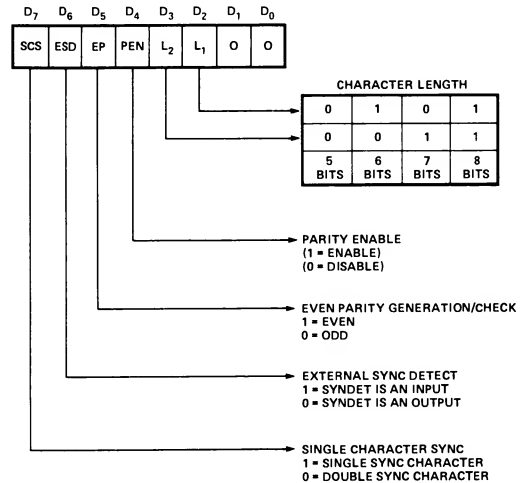 D7 D6 D5 D4 D3 D2 D1 D0
SCS ESD EP PEN L2 L1 0 0
CHARACTER LENGTH
0 1 0 1
0 0 1 1
5 BITS 6 BITS 7 BITS 8 BITS
PARITY ENABLE
(1 = ENABLE)
(0 = DISABLE)
EVEN PARITY GENERATION/CHECK
1 = EVEN
0 = ODD
EXTERNAL SYNC DETECT
1 = SYNDET IS AN INPUT
0 = SYNDET IS AN OUTPUT
SINGLE CHARACTER SYNC
1 = SINGLE SYNC CHARACTER
0 = DOUBLE SYNC CHARACTER